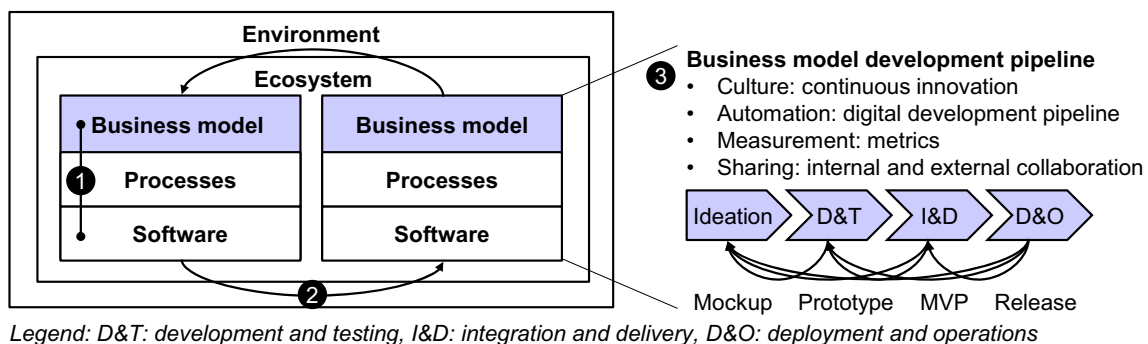 Environment
Ecosystem
Business model
Processes
Software
1
Business model
Processes
Software
2
3
Business model development pipeline
• Culture: continuous innovation
• Automation: digital development pipeline
• Measurement: metrics
• Sharing: internal and external collaboration
Ideation D&T I&D D&O
Mockup Prototype MVP Release
Legend: D&T: development and testing, I&D: integration and delivery, D&O: deployment and operations